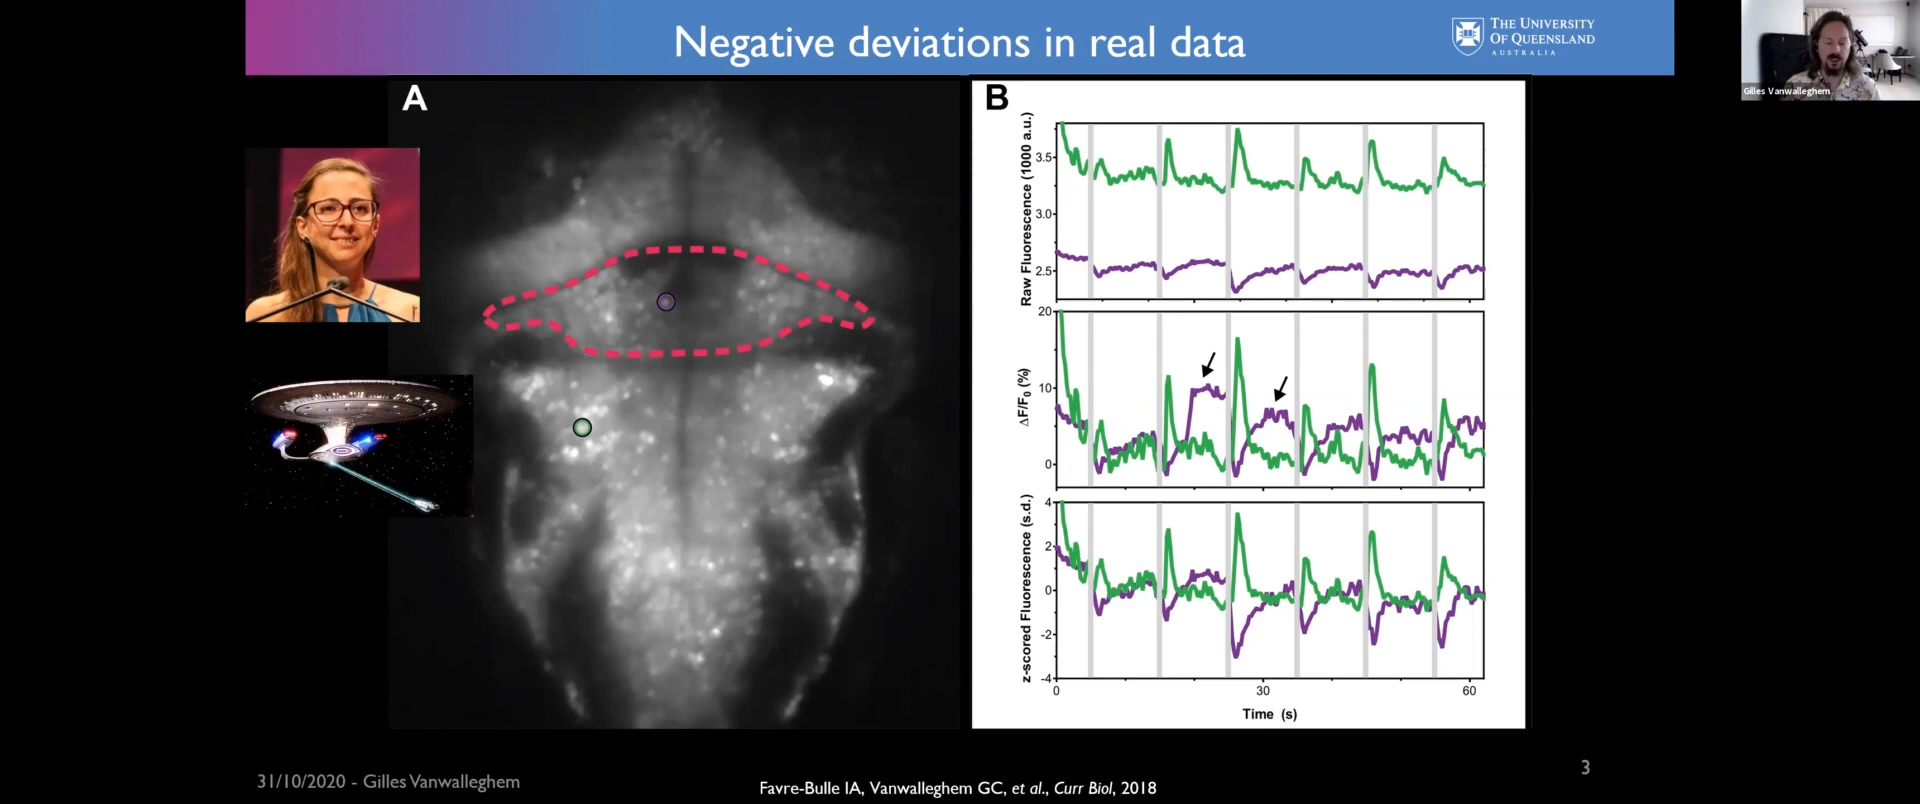 Negative deviations in real data
THE UNIVERSITY
OF QUEENSLAND
AUSTRALIA
Gilles Vanwalleghem
A
B
Raw Fluorescence (1000 a.u.)
3.5
3.0
2.5
ΔF/F₀ (%)
20
10
0
z-scored Fluorescence (s.d.)
4
2
0
-2
-4
0
30
60
Time (s)
31/10/2020 - Gilles Vanwalleghem
Favre-Bulle IA, Vanwalleghem GC, et al., Curr Biol, 2018
3